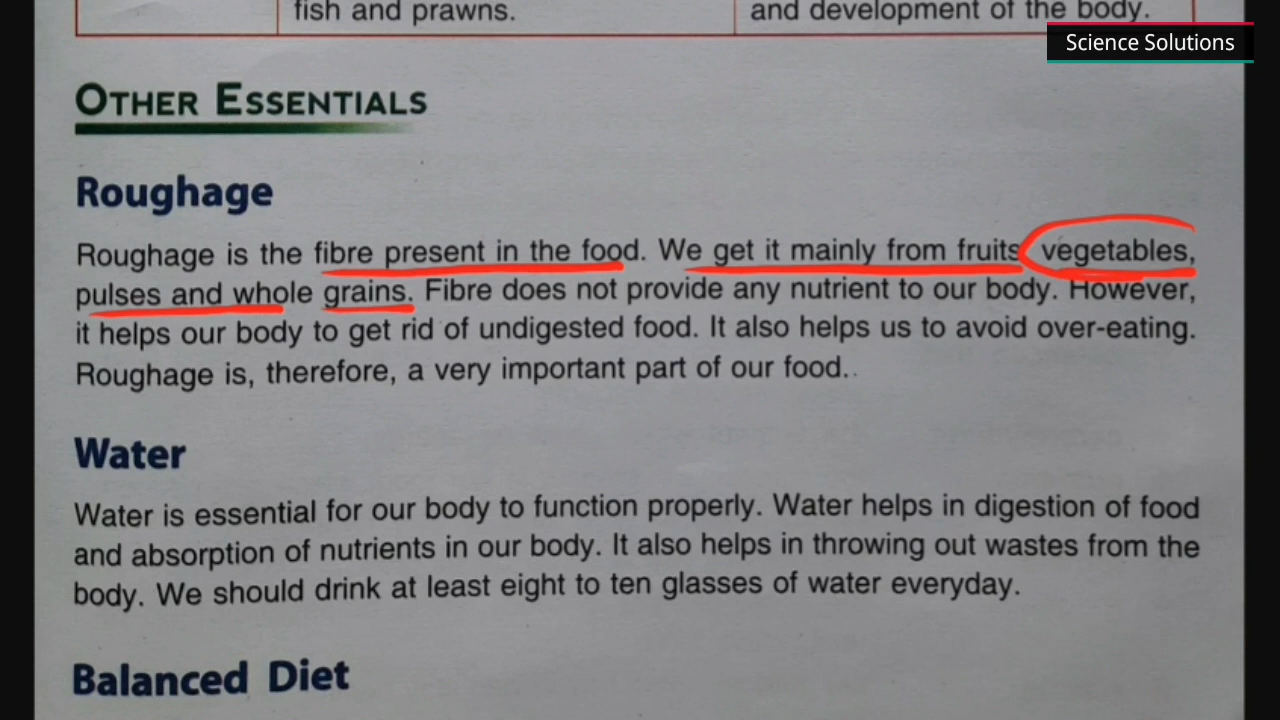 fish and prawns.
and development of the body.
Science Solutions
OTHER ESSENTIALS
Roughage
Roughage is the fibre present in the food. We get it mainly from fruits vegetables,
pulses and whole grains. Fibre does not provide any nutrient to our body. However,
it helps our body to get rid of undigested food. It also helps us to avoid over-eating.
Roughage is, therefore, a very important part of our food.
Water
Water is essential for our body to function properly. Water helps in digestion of food
and absorption of nutrients in our body. It also helps in throwing out wastes from the
body. We should drink at least eight to ten glasses of water everyday.
Balanced Diet